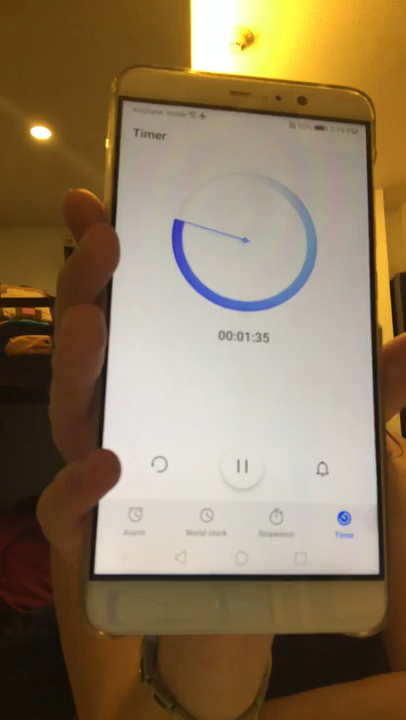 Airplane mode
Timer
00:01:35
Alarm
World clock
Stopwatch
Timer